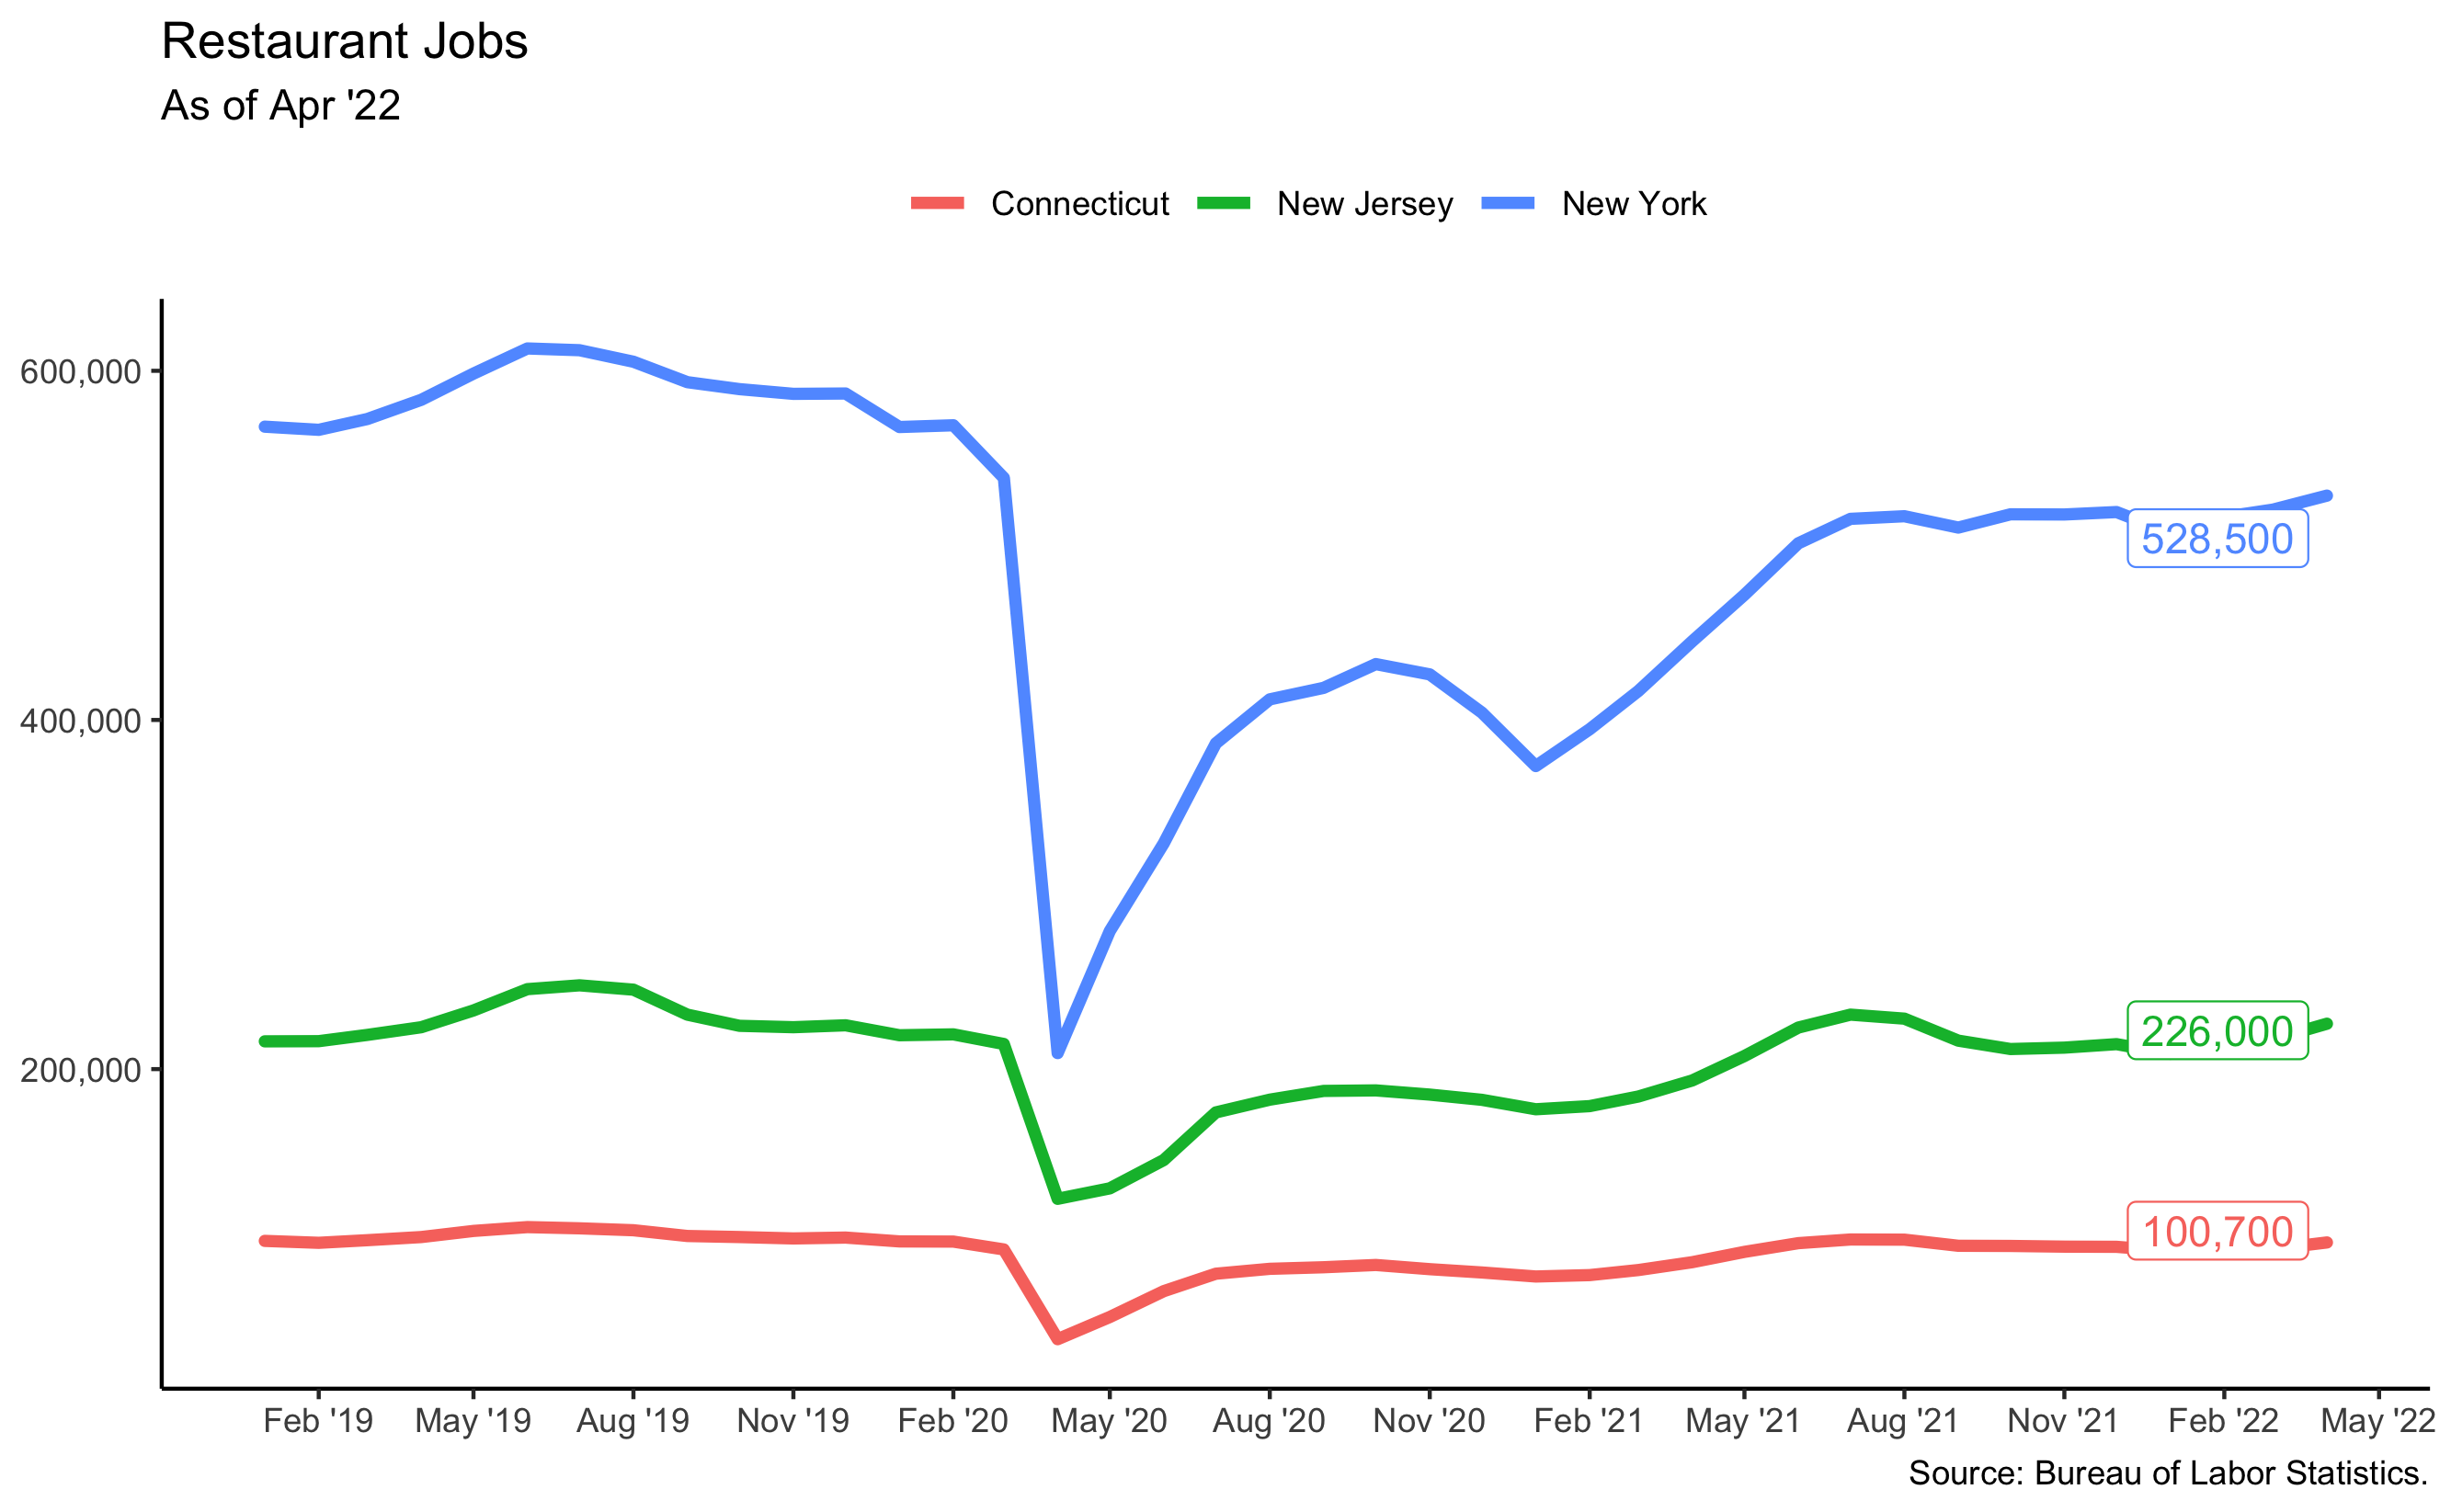 Restaurant Jobs
As of Apr '22
Connecticut New Jersey New York
600,000
400,000
200,000
528,500
226,000
100,700
Feb '19 May '19 Aug '19 Nov '19 Feb '20 May '20 Aug '20 Nov '20 Feb '21 May '21 Aug '21 Nov '21 Feb '22 May '22
Source: Bureau of Labor Statistics.